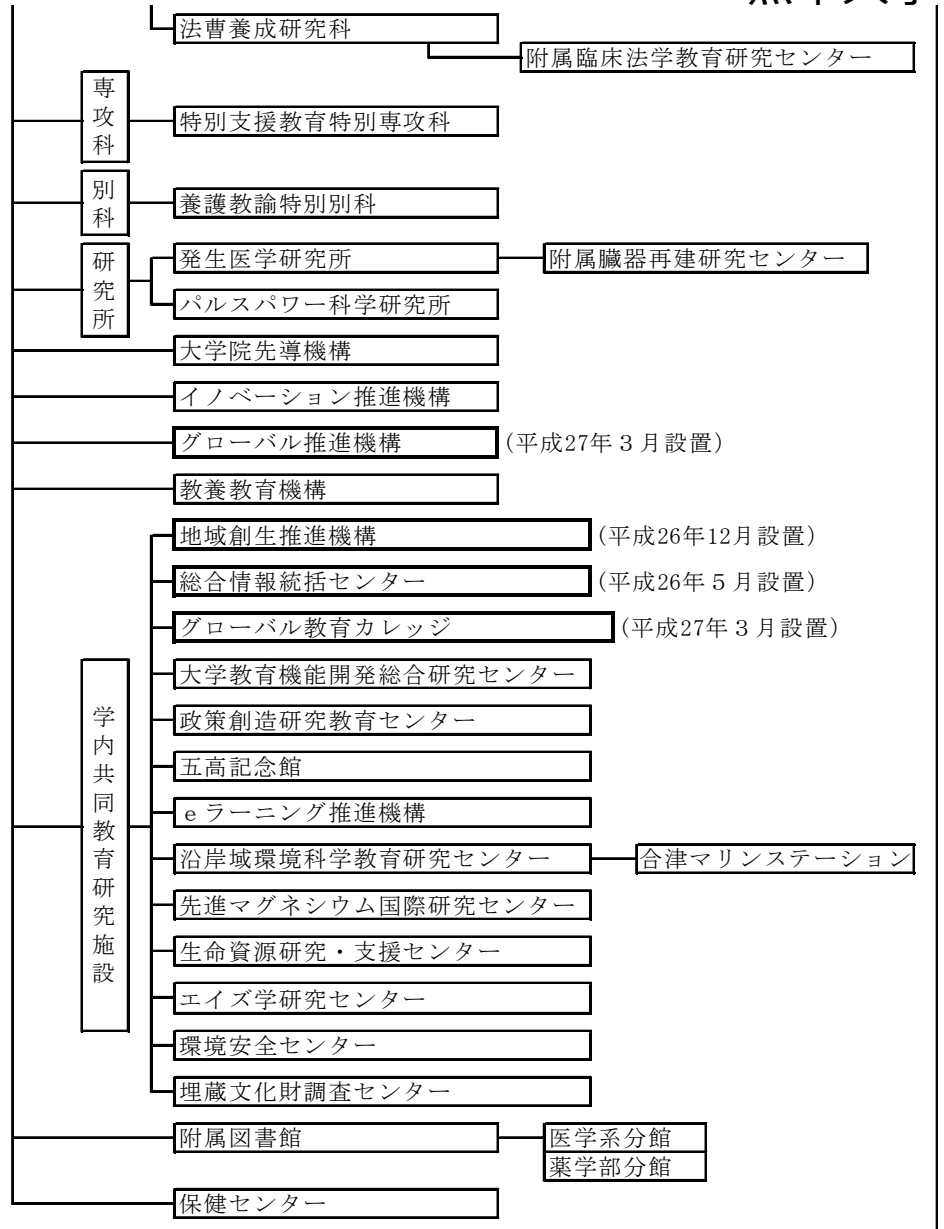 法曹養成研究科
附属臨床法学教育研究センター
専攻科
特別支援教育特別専攻科
別科
養護教諭特別別科
研究所
発生医学研究所
附属臓器再建研究センター
パルスパワー科学研究所
大学院先導機構
イノベーション推進機構
グローバル推進機構 (平成27年３月設置)
教養教育機構
学内共同教育研究施設
地域創生推進機構 (平成26年12月設置)
総合情報統括センター (平成26年５月設置)
グローバル教育カレッジ (平成27年３月設置)
大学教育機能開発総合研究センター
政策創造研究教育センター
五高記念館
ｅラーニング推進機構
沿岸域環境科学教育研究センター
合津マリンステーション
先進マグネシウム国際研究センター
生命資源研究・支援センター
エイズ学研究センター
環境安全センター
埋蔵文化財調査センター
附属図書館
医学系分館
薬学部分館
保健センター